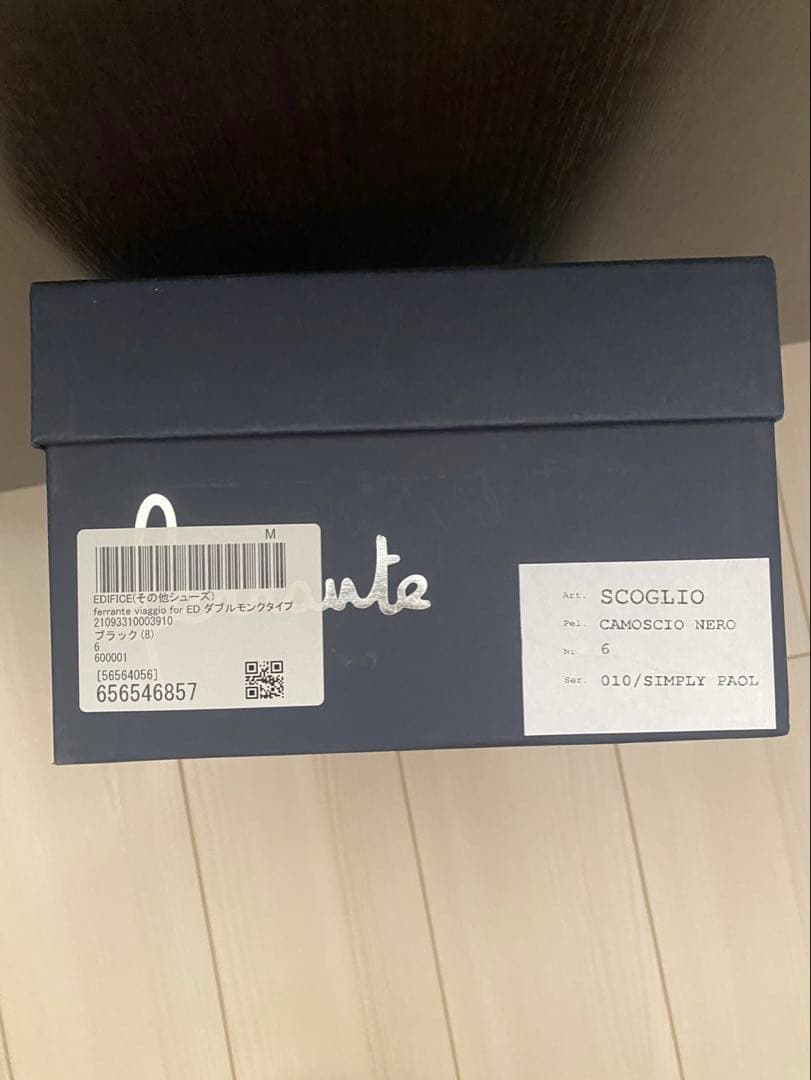 ferrante
M
EDIFICE(その他シューズ)
ferrante viaggio for ED ダブルモンクタイプ
21093310003910
ブラック(8)
6
600001
[56564056]
656546857
Art. SCOGLIO
Pel. CAMOSCIO NERO
Nr 6
Ser. 010/SIMPLY PAOL